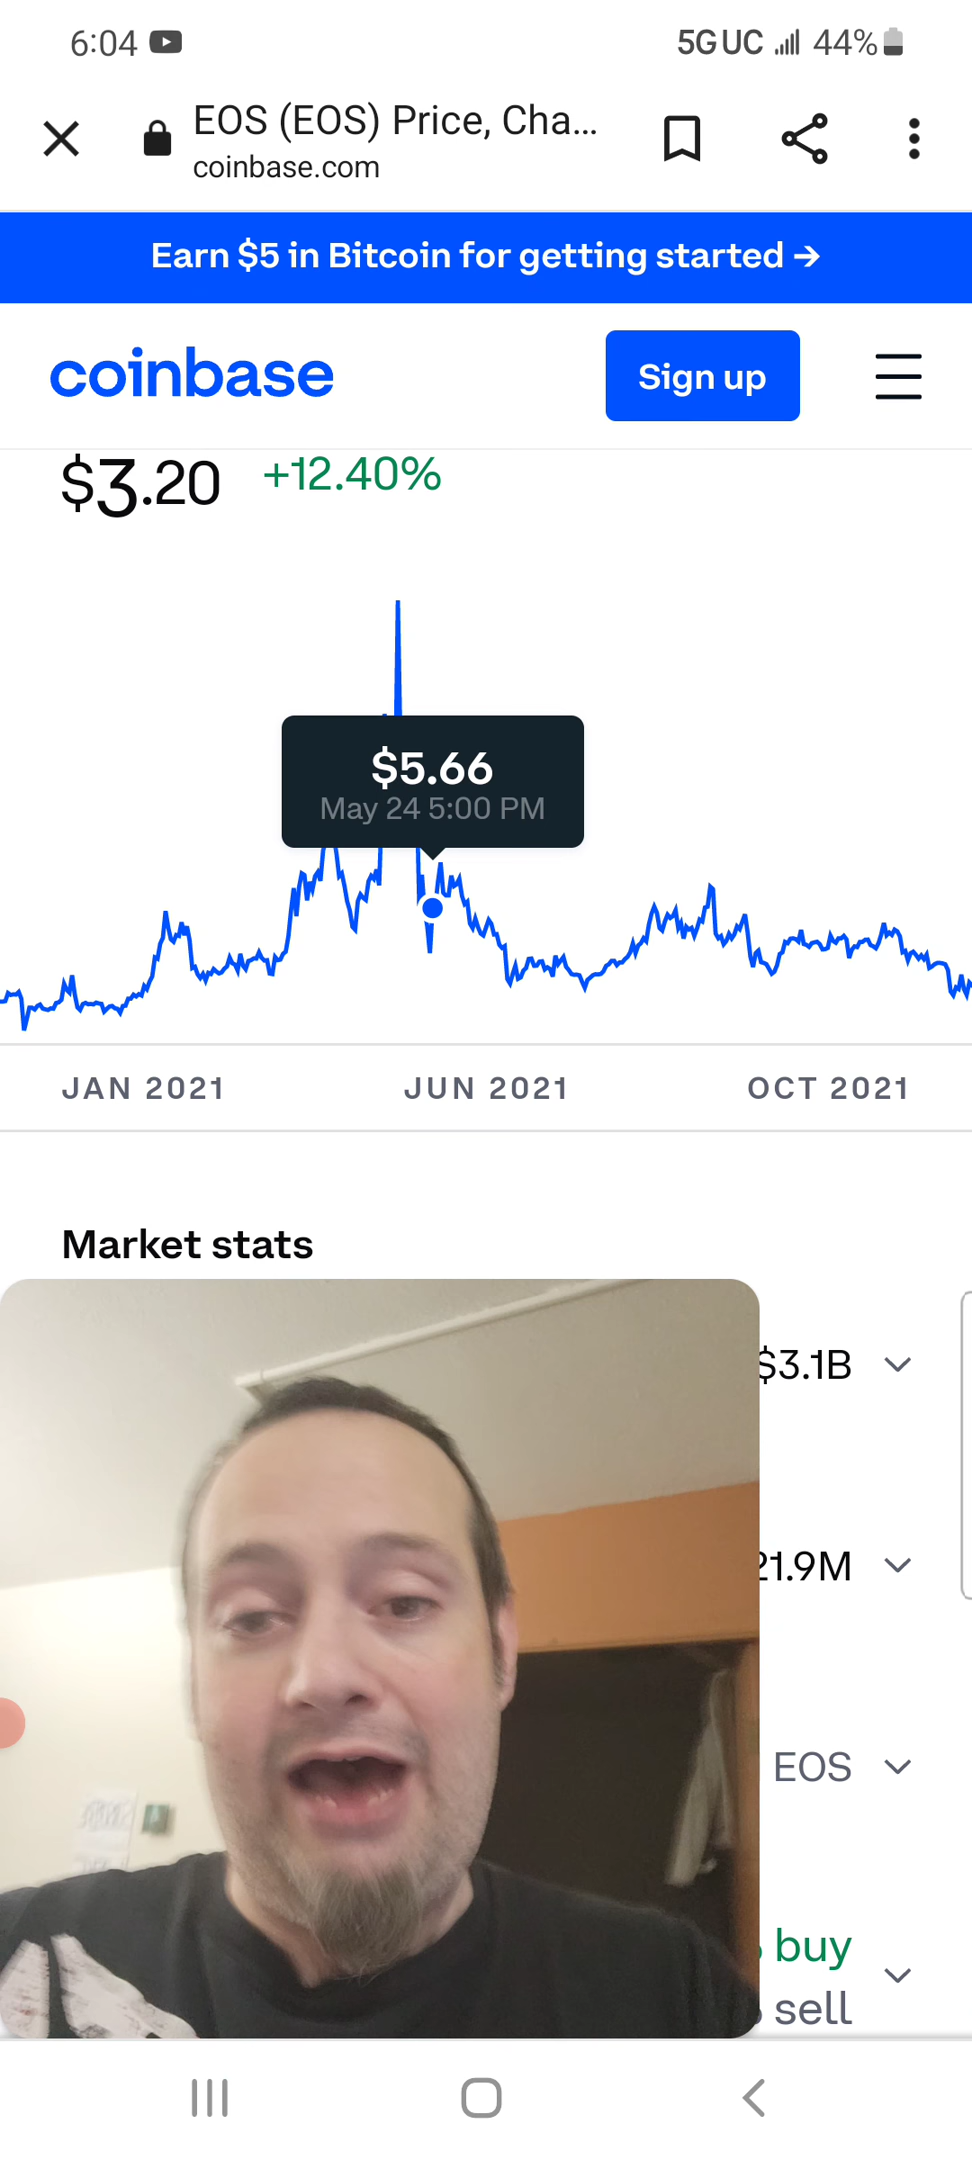 6:04
5G UC 44%
EOS (EOS) Price, Cha...
coinbase.com
Earn $5 in Bitcoin for getting started →
coinbase
Sign up
$3.20 +12.40%
$5.66
May 24 5:00 PM
JAN 2021 JUN 2021 OCT 2021
Market stats
$3.1B
21.9M
EOS
buy
sell